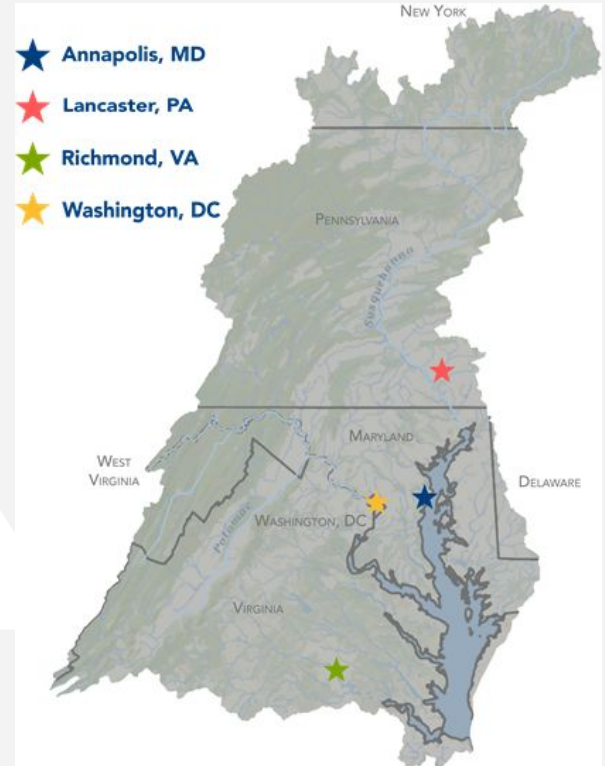 NEW YORK
Annapolis, MD
Lancaster, PA
Richmond, VA
Washington, DC
PENNSYLVANIA
Susquehanna
MARYLAND
WEST
VIRGINIA
DELAWARE
WASHINGTON, DC
Potomac
VIRGINIA